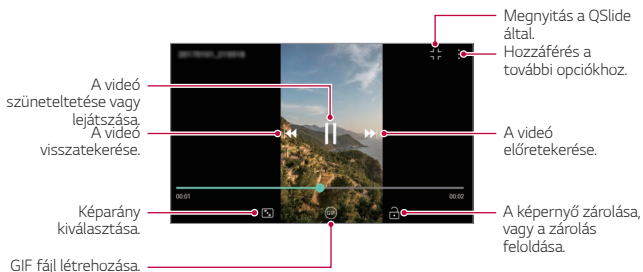 Megnyitás a QSlide
által.
Hozzáférés a
további opciókhoz.
A videó
szüneteltetése vagy
lejátszása.
A videó
visszatekerése.
A videó
előretekerése.
00:01
00:02
Képarány
kiválasztása.
GIF
A képernyő zárolása,
vagy a zárolás
feloldása.
GIF fájl létrehozása.